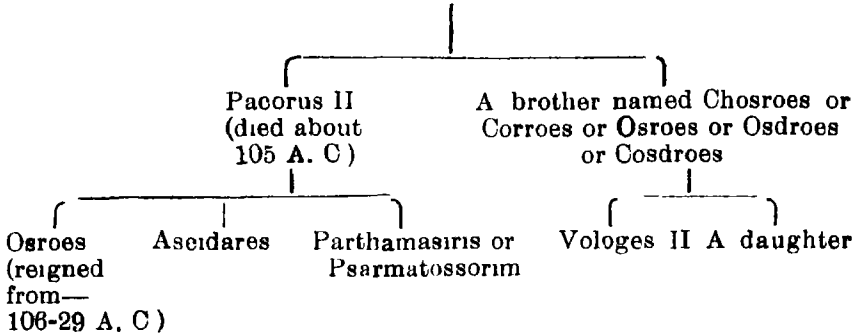 Pacorus II
(died about
105 A. C )
A brother named Chosroes or
Corroes or Osroes or Osdroes
or Cosdroes
Osroes
(reigned
from—
106-29 A. C )
Ascidares
Parthamasiris or
Psarmatossorim
Vologes II A daughter